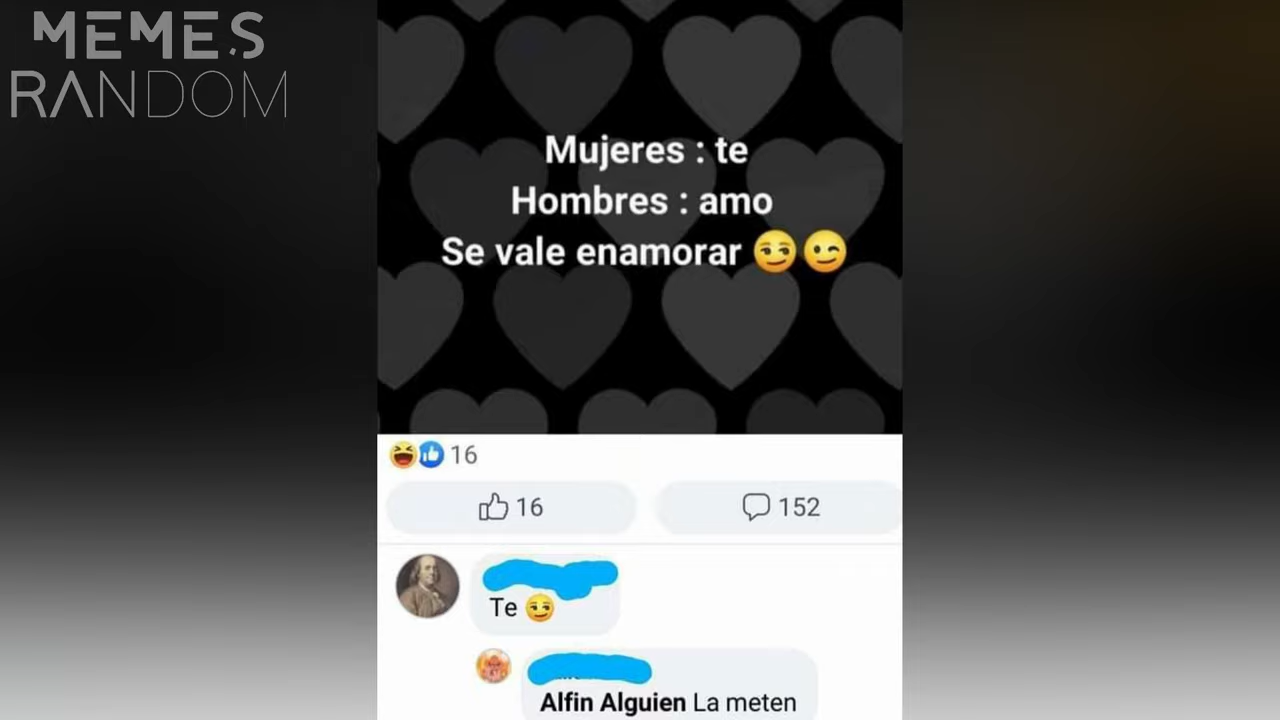 MEMES
RANDOM
Mujeres : te
Hombres : amo
Se vale enamorar 😏😉
16
16
152
Te 😏
Alfin Alguien La meten